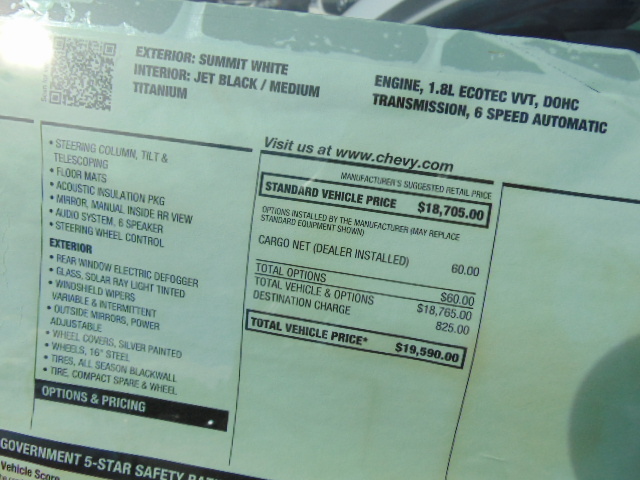 EXTERIOR: SUMMIT WHITE
INTERIOR: JET BLACK / MEDIUM
TITANIUM
ENGINE, 1.8L ECOTEC VVT, DOHC
TRANSMISSION, 6 SPEED AUTOMATIC
• STEERING COLUMN, TILT &
TELESCOPING
• FLOOR MATS
• ACOUSTIC INSULATION PKG
• MIRROR, MANUAL INSIDE RR VIEW
• AUDIO SYSTEM, 6 SPEAKER
• STEERING WHEEL CONTROL
EXTERIOR
• REAR WINDOW ELECTRIC DEFOGGER
• GLASS, SOLAR RAY LIGHT TINTED
• WINDSHIELD WIPERS
VARIABLE & INTERMITTENT
• OUTSIDE MIRRORS, POWER
ADJUSTABLE
• WHEEL COVERS, SILVER PAINTED
• WHEELS, 16" STEEL
• TIRES, ALL SEASON BLACKWALL
• TIRE, COMPACT SPARE & WHEEL
OPTIONS & PRICING
Visit us at www.chevy.com
MANUFACTURER'S SUGGESTED RETAIL PRICE
STANDARD VEHICLE PRICE $18,705.00
OPTIONS INSTALLED BY THE MANUFACTURER (MAY REPLACE
STANDARD EQUIPMENT SHOWN)
CARGO NET (DEALER INSTALLED) 60.00
TOTAL OPTIONS $60.00
TOTAL VEHICLE & OPTIONS $18,765.00
DESTINATION CHARGE 825.00
TOTAL VEHICLE PRICE* $19,590.00
GOVERNMENT 5-STAR SAFETY
Vehicle Score